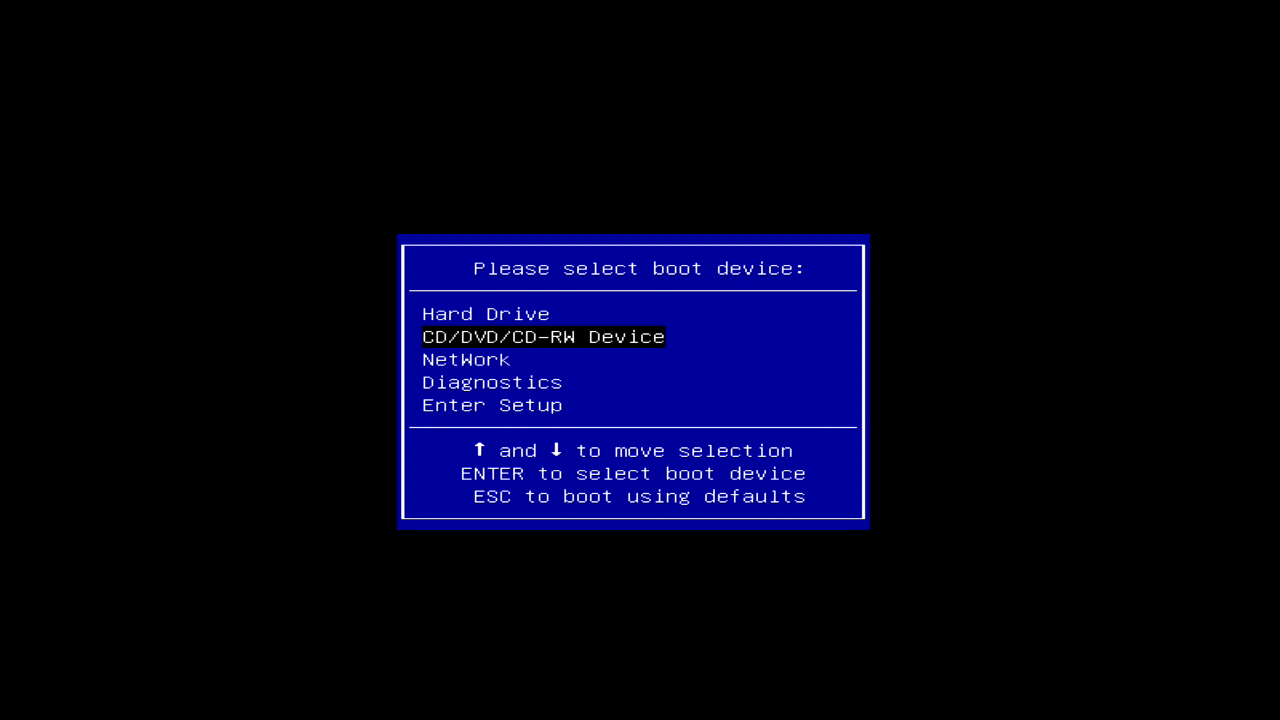 Please select boot device:
Hard Drive
CD/DVD/CD-RW Device
NetWork
Diagnostics
Enter Setup
↑ and ↓ to move selection
ENTER to select boot device
ESC to boot using defaults